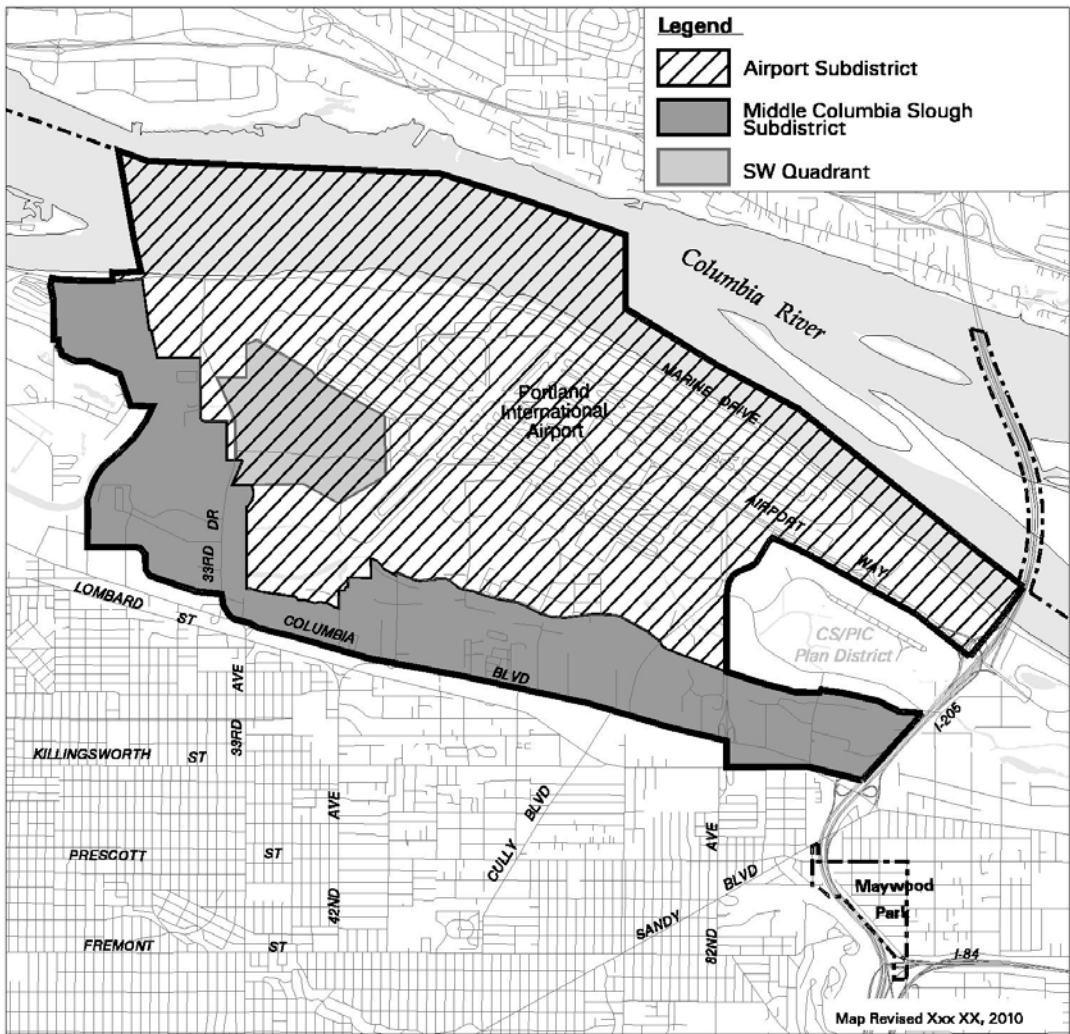 Legend
Airport Subdistrict
Middle Columbia Slough
Subdistrict
SW Quadrant
Columbia River
MARINE DRIVE
Portland
International
Airport
AIRPORT WAY
33RD DR
LOMBARD ST
COLUMBIA BLVD
CS/PIC
Plan District
I-205
33RD AVE
KILLINGSWORTH ST
42ND AVE
CULLY BLVD
82ND AVE
PRESCOTT ST
SANDY BLVD
Maywood
Park
FREMONT ST
I-84
Map Revised Xxx XX, 2010